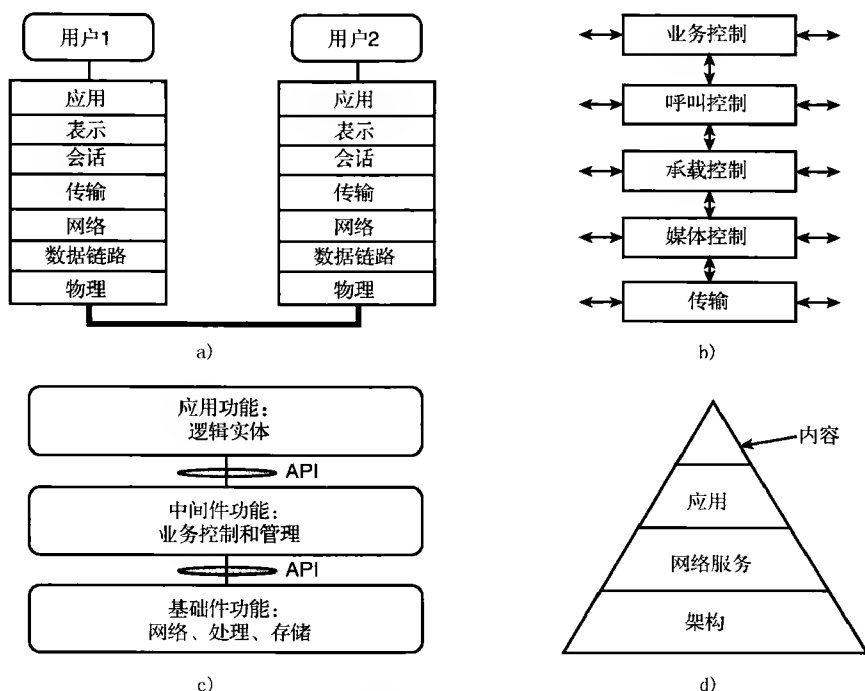 用户1
应用
表示
会话
传输
网络
数据链路
物理
用户2
应用
表示
会话
传输
网络
数据链路
物理
a)
业务控制
呼叫控制
承载控制
媒体控制
传输
b)
应用功能：
逻辑实体
API
中间件功能：
业务控制和管理
API
基础件功能：
网络、处理、存储
c)
内容
应用
网络服务
架构
d)